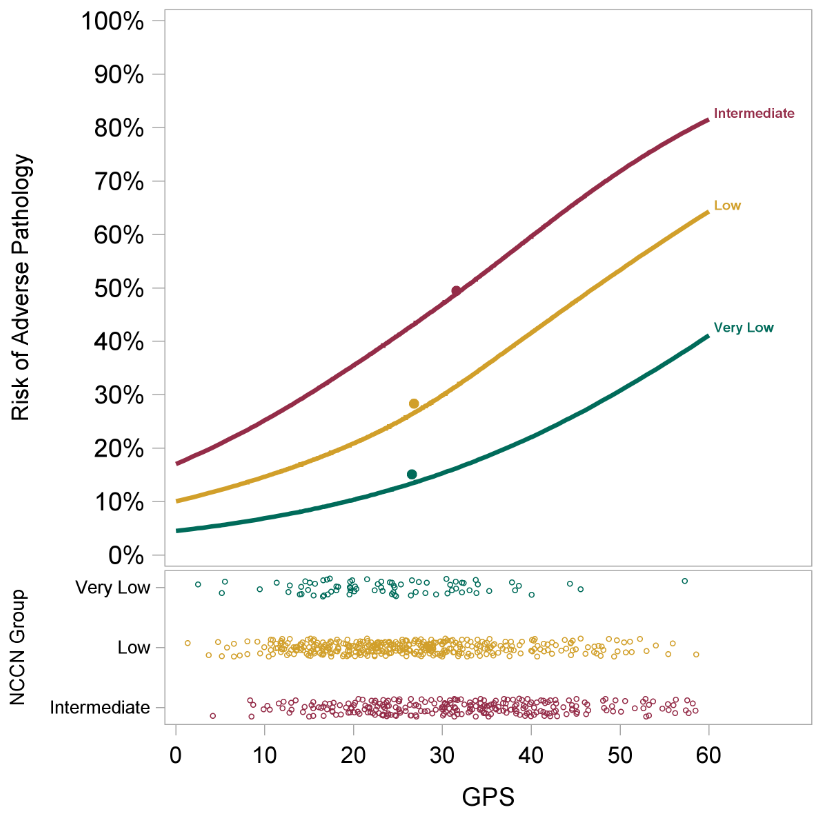 100%
90%
80%
70%
60%
50%
40%
30%
20%
10%
0%
Risk of Adverse Pathology
Intermediate
Low
Very Low
NCCN Group
Very Low
Low
Intermediate
0 10 20 30 40 50 60
GPS